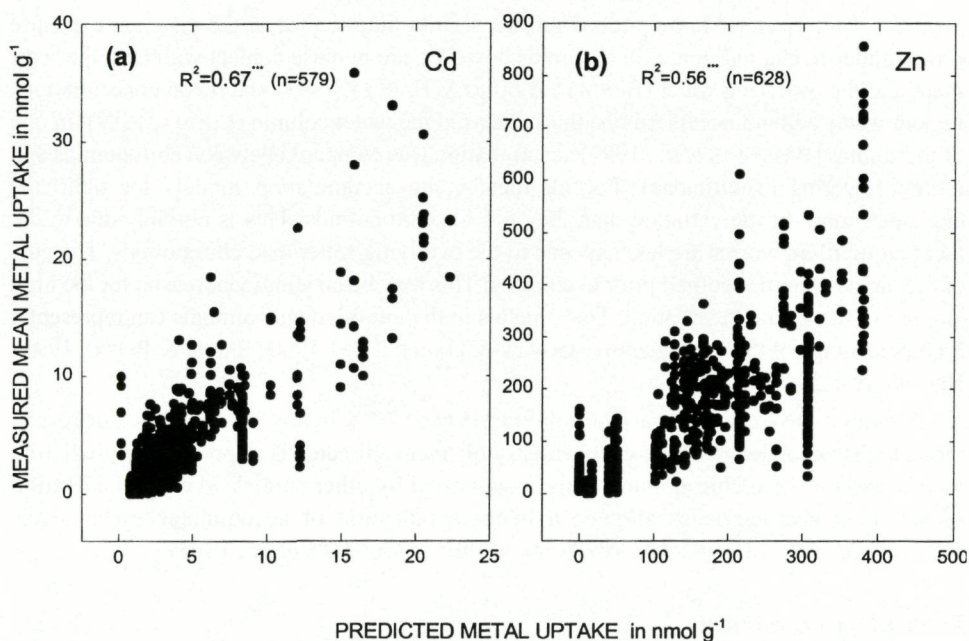 MEASURED MEAN METAL UPTAKE in nmol g-1
40
30
20
10
0
(a)
R2=0.67*** (n=579)
Cd
0 5 10 15 20 25
900
800
700
600
500
400
300
200
100
0
(b)
R2=0.56 (n=628)
Zn
0 100 200 300 400 500
PREDICTED METAL UPTAKE in nmol g-1